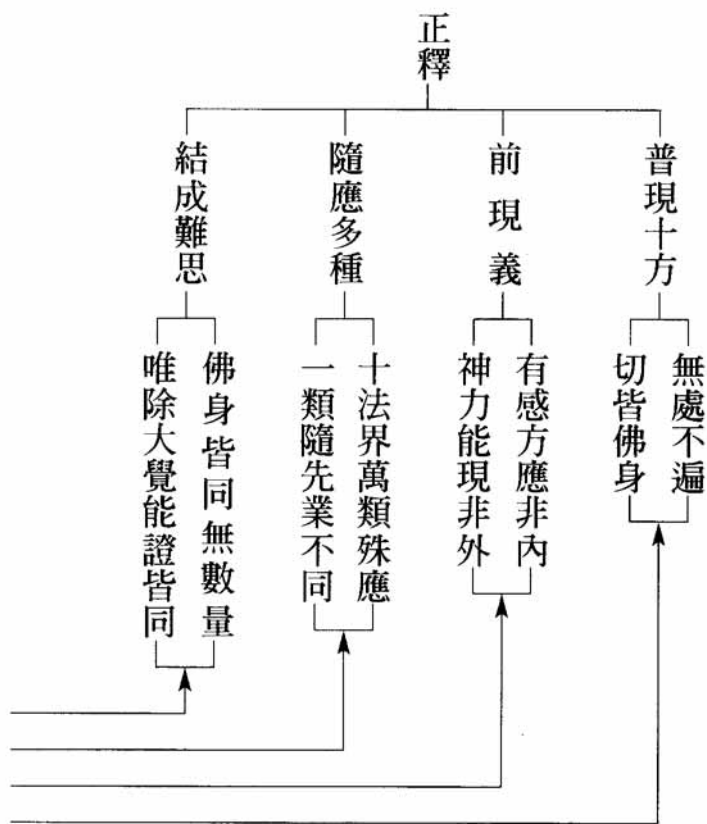 正釋
普現十方
無處不遍
切皆佛身
前現義
有感方應非內
神力能現非外
隨應多種
十法界萬類殊應
一類隨先業不同
結成難思
佛身皆同無數量
唯除大覺能證皆同